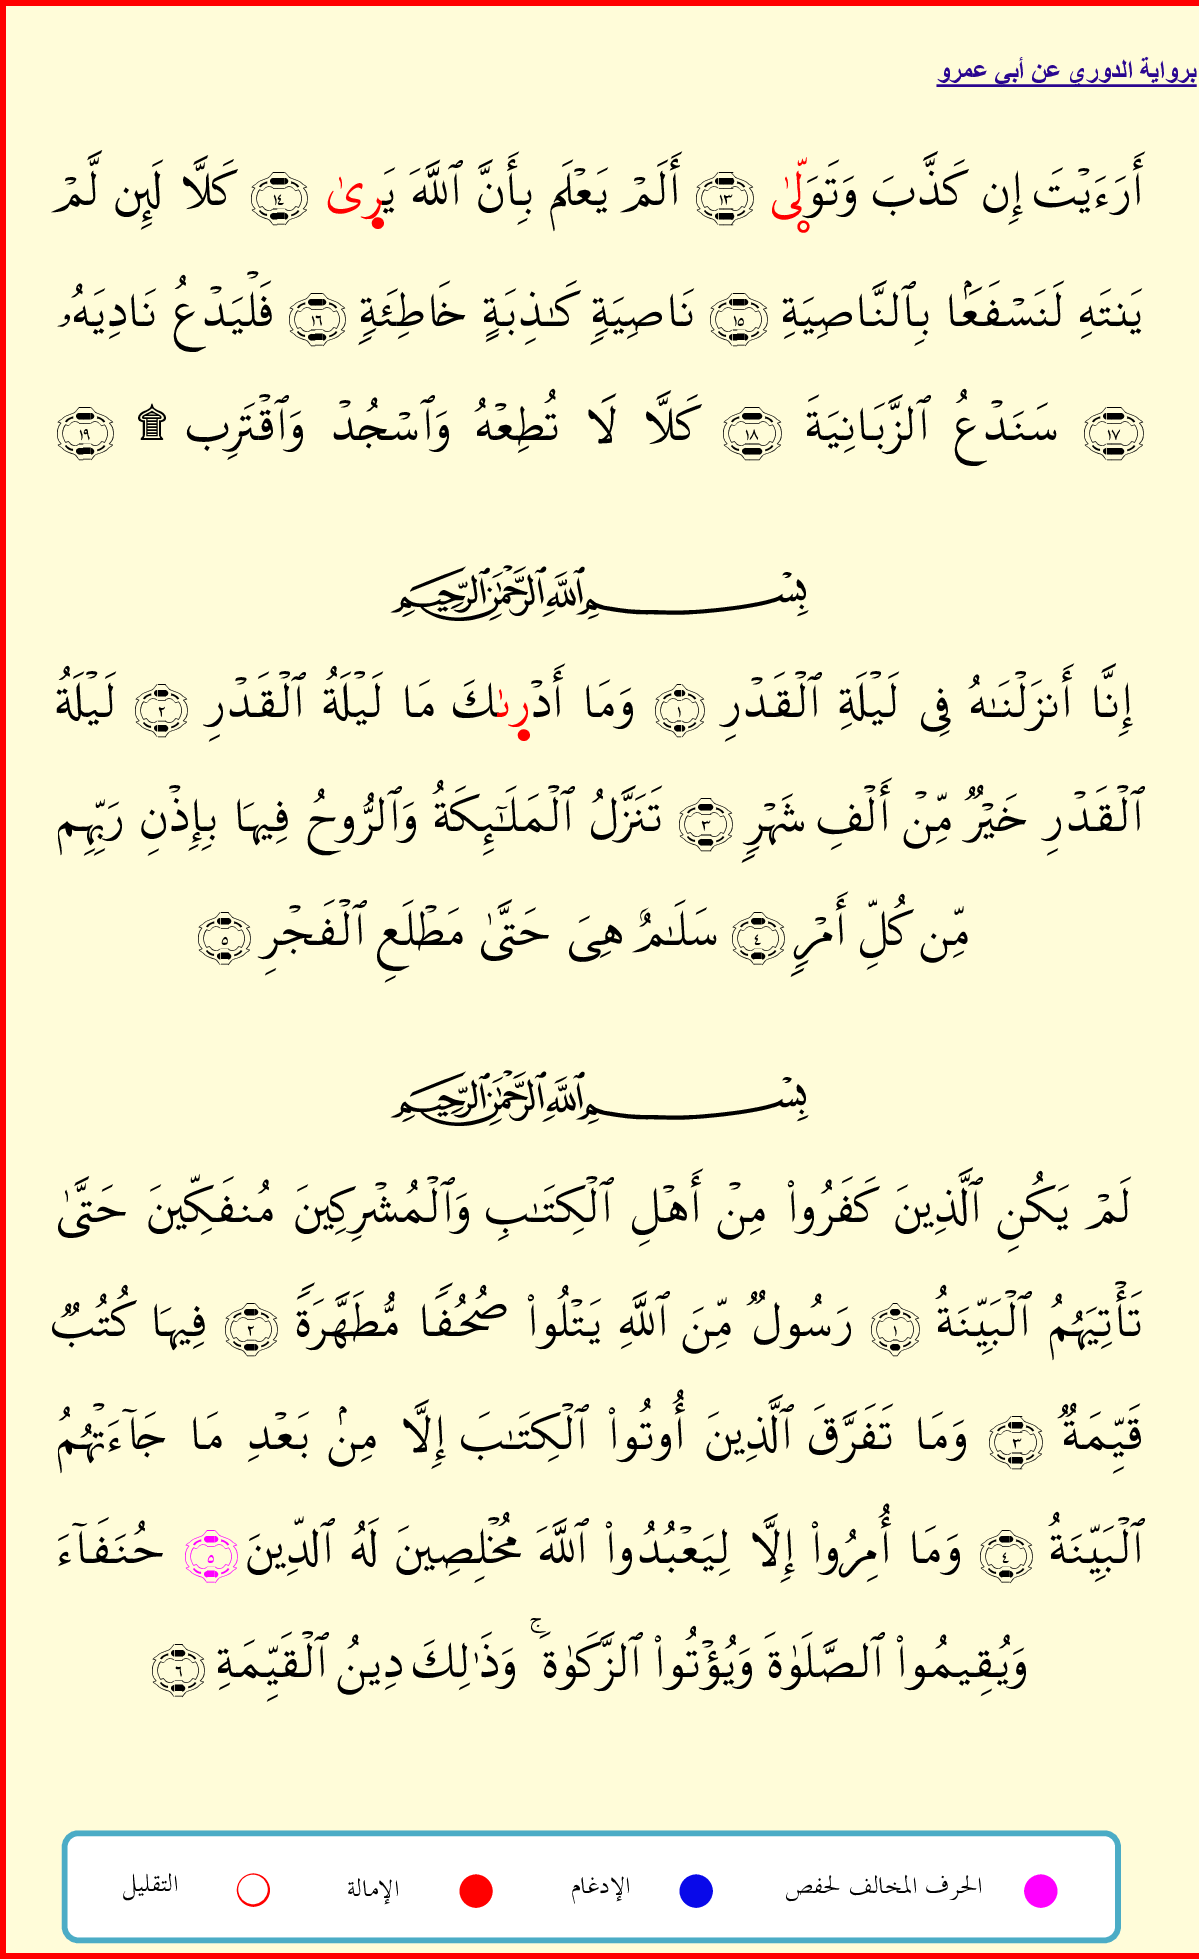 برواية الدوري عن أبي عمرو
أَرَءَيۡتَ إِن كَذَّبَ وَتَوَلّٜىٰ ١٣ أَلَمۡ يَعۡلَم بِأَنَّ ٱللَّهَ يَرٜىٰ ١٤ كَلَّا لَئِن لَّمۡ
يَنتَهِ لَنَسۡفَعَۢا بِٱلنَّاصِيَةِ ١٥ نَاصِيَةٖ كَٰذِبَةٍ خَاطِئَةٖ ١٦ فَلۡيَدۡعُ نَادِيَهُۥ
١٧ سَنَدۡعُ ٱلزَّبَانِيَةَ ١٨ كَلَّا لَا تُطِعۡهُ وَٱسۡجُدۡ وَٱقۡتَرِب ۩ ١٩
بِسۡمِ ٱللَّهِ ٱلرَّحۡمَٰنِ ٱلرَّحِيمِ
إِنَّا أَنزَلۡنَٰهُ فِي لَيۡلَةِ ٱلۡقَدۡرِ ١ وَمَا أَدۡرٜىٰكَ مَا لَيۡلَةُ ٱلۡقَدۡرِ ٢ لَيۡلَةُ
ٱلۡقَدۡرِ خَيۡرٞ مِّنۡ أَلۡفِ شَهۡرٖ ٣ تَنَزَّلُ ٱلۡمَلَٰٓئِكَةُ وَٱلرُّوحُ فِيهَا بِإِذۡنِ رَبِّهِم
مِّن كُلِّ أَمۡرٖ ٤ سَلَٰمٌ هِيَ حَتَّىٰ مَطۡلَعِ ٱلۡفَجۡرِ ٥
بِسۡمِ ٱللَّهِ ٱلرَّحۡمَٰنِ ٱلرَّحِيمِ
لَمۡ يَكُنِ ٱلَّذِينَ كَفَرُواْ مِنۡ أَهۡلِ ٱلۡكِتَٰبِ وَٱلۡمُشۡرِكِينَ مُنفَكِّينَ حَتَّىٰ
تَأۡتِيَهُمُ ٱلۡبَيِّنَةُ ١ رَسُولٞ مِّنَ ٱللَّهِ يَتۡلُواْ صُحُفٗا مُّطَهَّرَةٗ ٢ فِيهَا كُتُبٞ
قَيِّمَةٞ ٣ وَمَا تَفَرَّقَ ٱلَّذِينَ أُوتُواْ ٱلۡكِتَٰبَ إِلَّا مِنۢ بَعۡدِ مَا جَآءَتۡهُمُ
ٱلۡبَيِّنَةُ ٤ وَمَا أُمِرُواْ إِلَّا لِيَعۡبُدُواْ ٱللَّهَ مُخۡلِصِينَ لَهُ ٱلدِّينَ ٥ حُنَفَآءَ
وَيُقِيمُواْ ٱلصَّلَوٰةَ وَيُؤۡتُواْ ٱلزَّكَوٰةَۚ وَذَٰلِكَ دِينُ ٱلۡقَيِّمَةِ ٦
الحرف المخالف لحفص الإدغام الإمالة التقليل